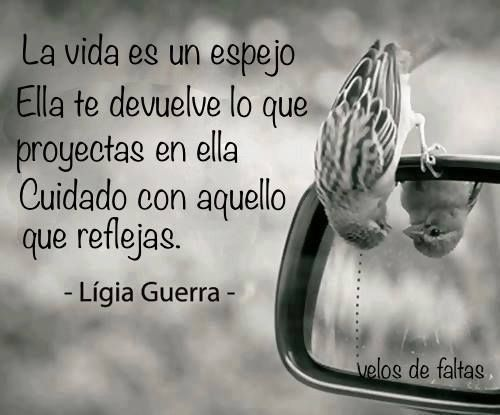 La vida es un espejo
Ella te devuelve lo que
proyectas en ella
Cuidado con aquello
que reflejas.
- Lígia Guerra -
velos de faltas